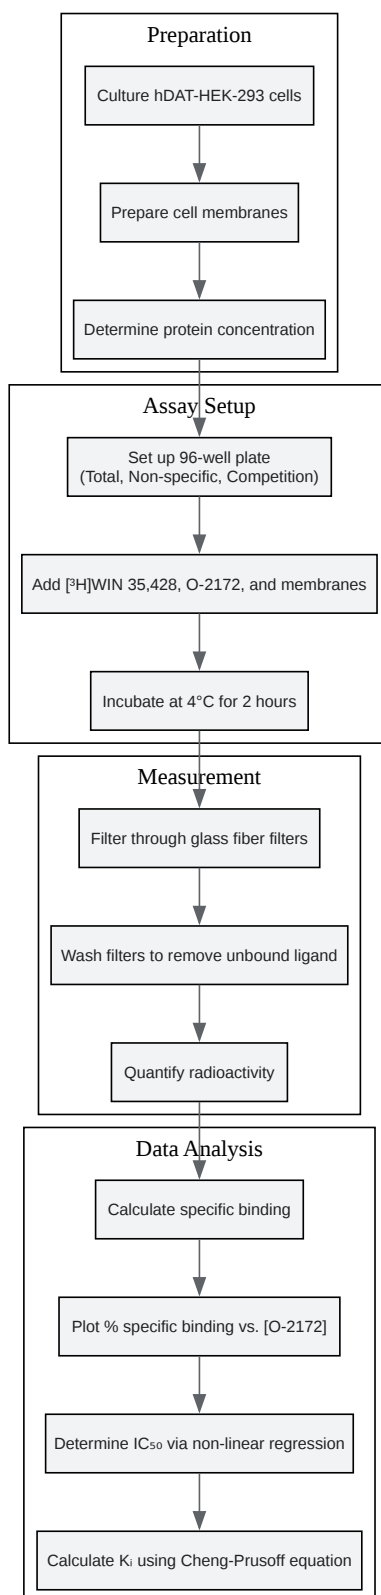 Preparation
Culture hDAT-HEK-293 cells
Prepare cell membranes
Determine protein concentration
Assay Setup
Set up 96-well plate
(Total, Non-specific, Competition)
Add [³H]WIN 35,428, O-2172, and membranes
Incubate at 4°C for 2 hours
Measurement
Filter through glass fiber filters
Wash filters to remove unbound ligand
Quantify radioactivity
Data Analysis
Calculate specific binding
Plot % specific binding vs. [O-2172]
Determine IC₅₀ via non-linear regression
Calculate Kᵢ using Cheng-Prusoff equation